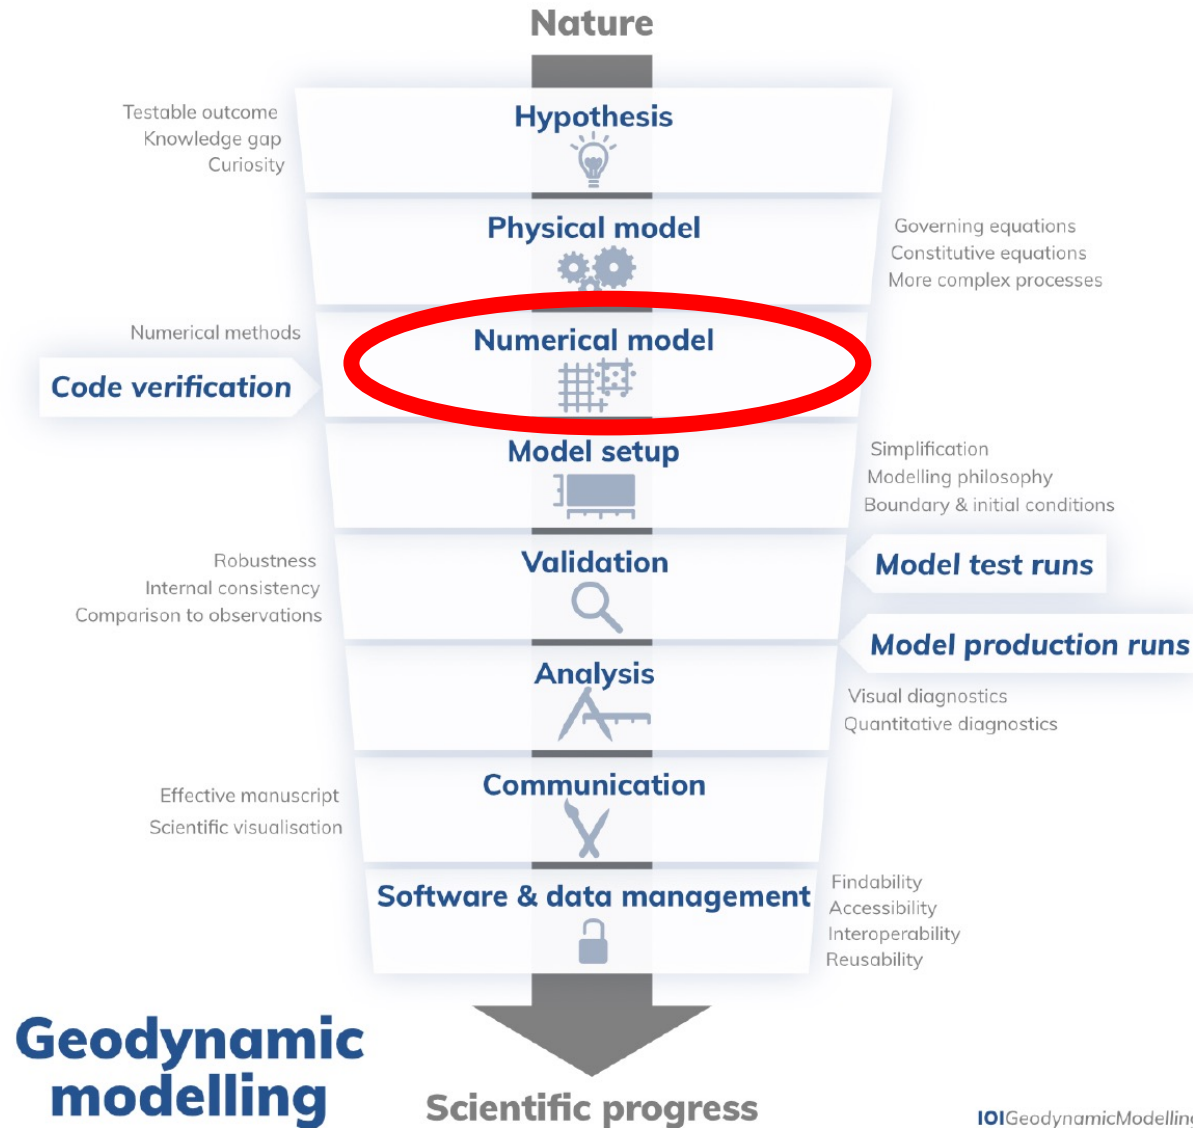 Nature
Testable outcome
Knowledge gap
Curiosity
Hypothesis
Physical model
Governing equations
Constitutive equations
More complex processes
Numerical methods
Code verification
Numerical model
Model setup
Simplification
Modelling philosophy
Boundary & initial conditions
Robustness
Internal consistency
Comparison to observations
Validation
Model test runs
Model production runs
Analysis
Visual diagnostics
Quantitative diagnostics
Effective manuscript
Scientific visualisation
Communication
Software & data management
Findability
Accessibility
Interoperability
Reusability
Geodynamic
modelling
Scientific progress
101GeodynamicModelling